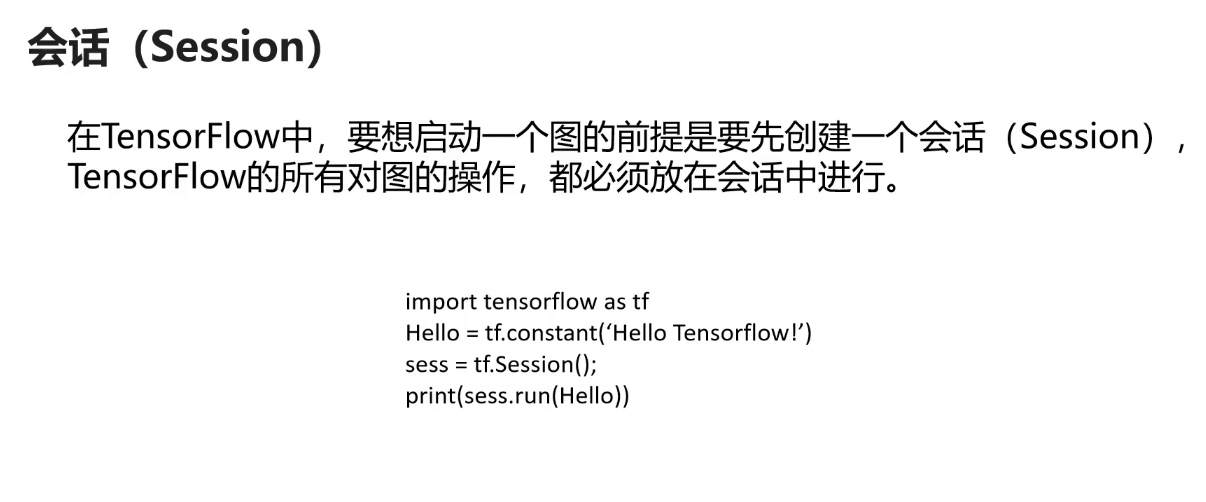 会话（Session）
在TensorFlow中，要想启动一个图的前提是要先创建一个会话（Session），
TensorFlow的所有对图的操作，都必须放在会话中进行。
import tensorflow as tf
Hello = tf.constant(‘Hello Tensorflow!’)
sess = tf.Session();
print(sess.run(Hello))